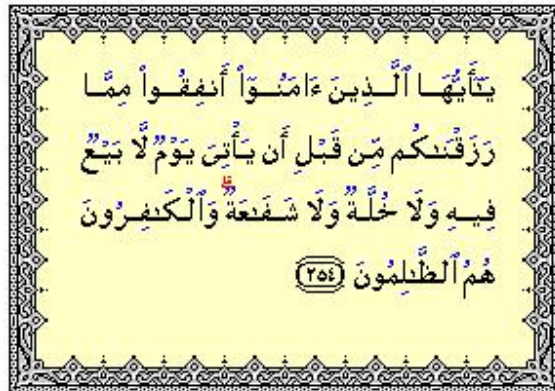 يَـٰٓأَيُّهَا ٱلَّذِينَ ءَامَنُوٓا۟ أَنفِقُوا۟ مِمَّا
رَزَقْنَـٰكُم مِّن قَبْلِ أَن يَأْتِىَ يَوْمٌ لَّا بَيْعٌ
فِيهِ وَلَا خُلَّةٌ وَلَا شَفَـٰعَةٌ ۗ وَٱلْكَـٰفِرُونَ
هُمُ ٱلظَّـٰلِمُونَ ٢٥٤